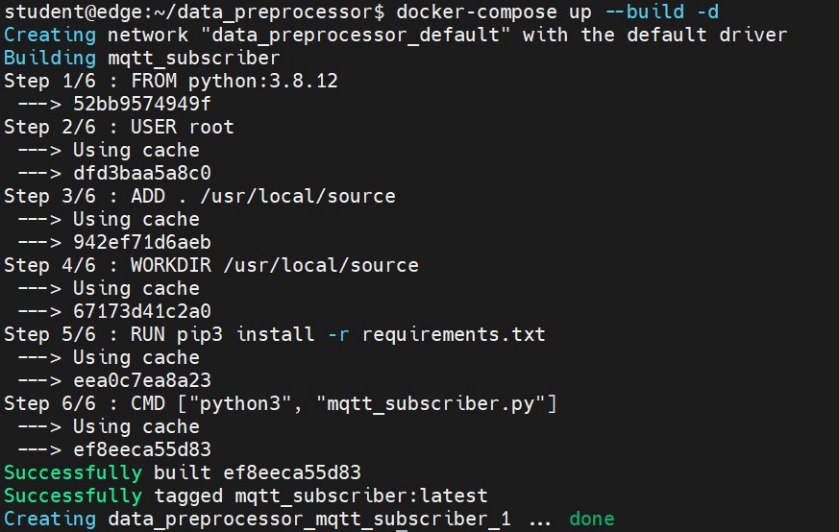 student@edge:~/data_preprocessor$ docker-compose up --build -d
Creating network "data_preprocessor_default" with the default driver
Building mqtt_subscriber
Step 1/6 : FROM python:3.8.12
 ---> 52bb9574949f
Step 2/6 : USER root
 ---> Using cache
 ---> dfd3baa5a8c0
Step 3/6 : ADD . /usr/local/source
 ---> Using cache
 ---> 942ef71d6aeb
Step 4/6 : WORKDIR /usr/local/source
 ---> Using cache
 ---> 67173d41c2a0
Step 5/6 : RUN pip3 install -r requirements.txt
 ---> Using cache
 ---> eea0c7ea8a23
Step 6/6 : CMD ["python3", "mqtt_subscriber.py"]
 ---> Using cache
 ---> ef8eeca55d83
Successfully built ef8eeca55d83
Successfully tagged mqtt_subscriber:latest
Creating data_preprocessor_mqtt_subscriber_1 ... done